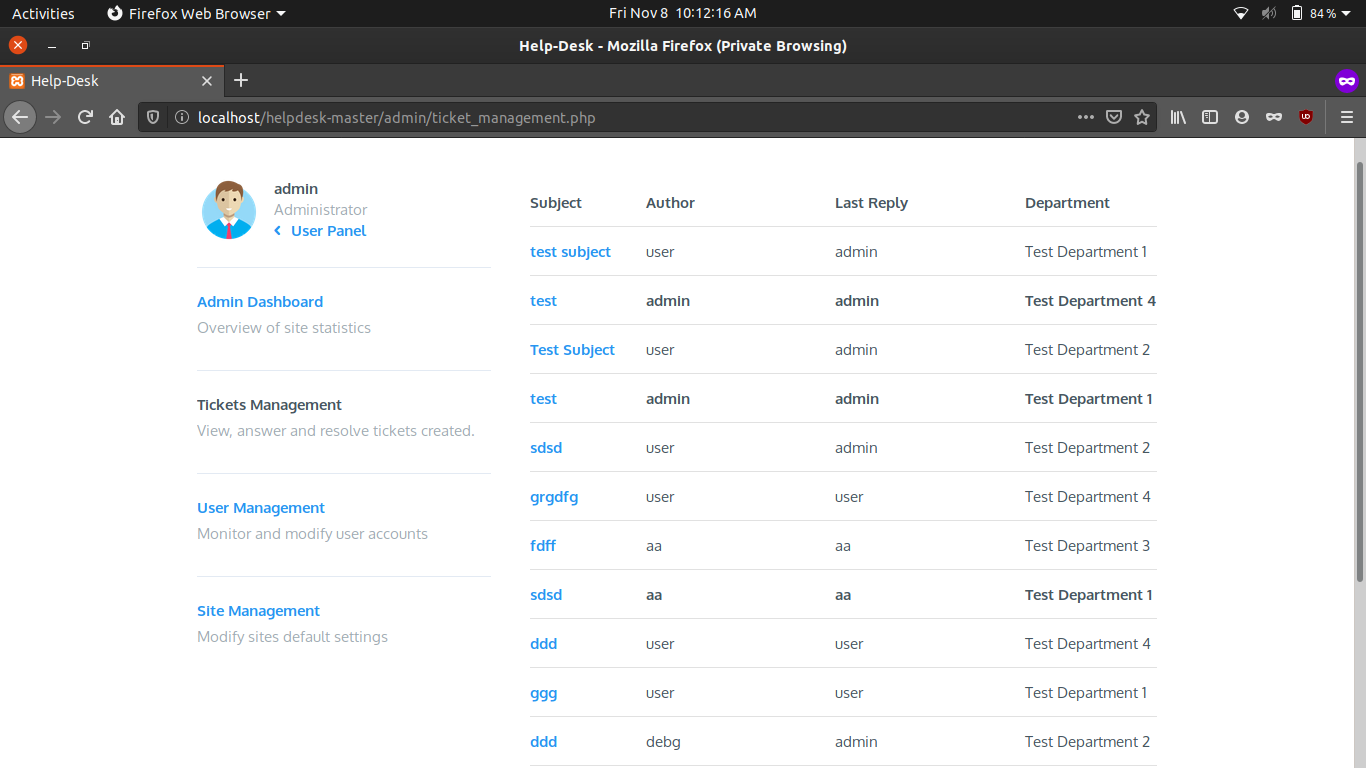 Activities Firefox Web Browser Fri Nov 8 10:12:16 AM 84 %
Help-Desk - Mozilla Firefox (Private Browsing)
Help-Desk
localhost/helpdesk-master/admin/ticket_management.php
admin
Administrator
User Panel
Admin Dashboard
Overview of site statistics
Tickets Management
View, answer and resolve tickets created.
User Management
Monitor and modify user accounts
Site Management
Modify sites default settings
Subject Author Last Reply Department
test subject user admin Test Department 1
test admin admin Test Department 4
Test Subject user admin Test Department 2
test admin admin Test Department 1
sdsd user admin Test Department 2
grgdfg user user Test Department 4
fdff aa aa Test Department 3
sdsd aa aa Test Department 1
ddd user user Test Department 4
ggg user user Test Department 1
ddd debg admin Test Department 2